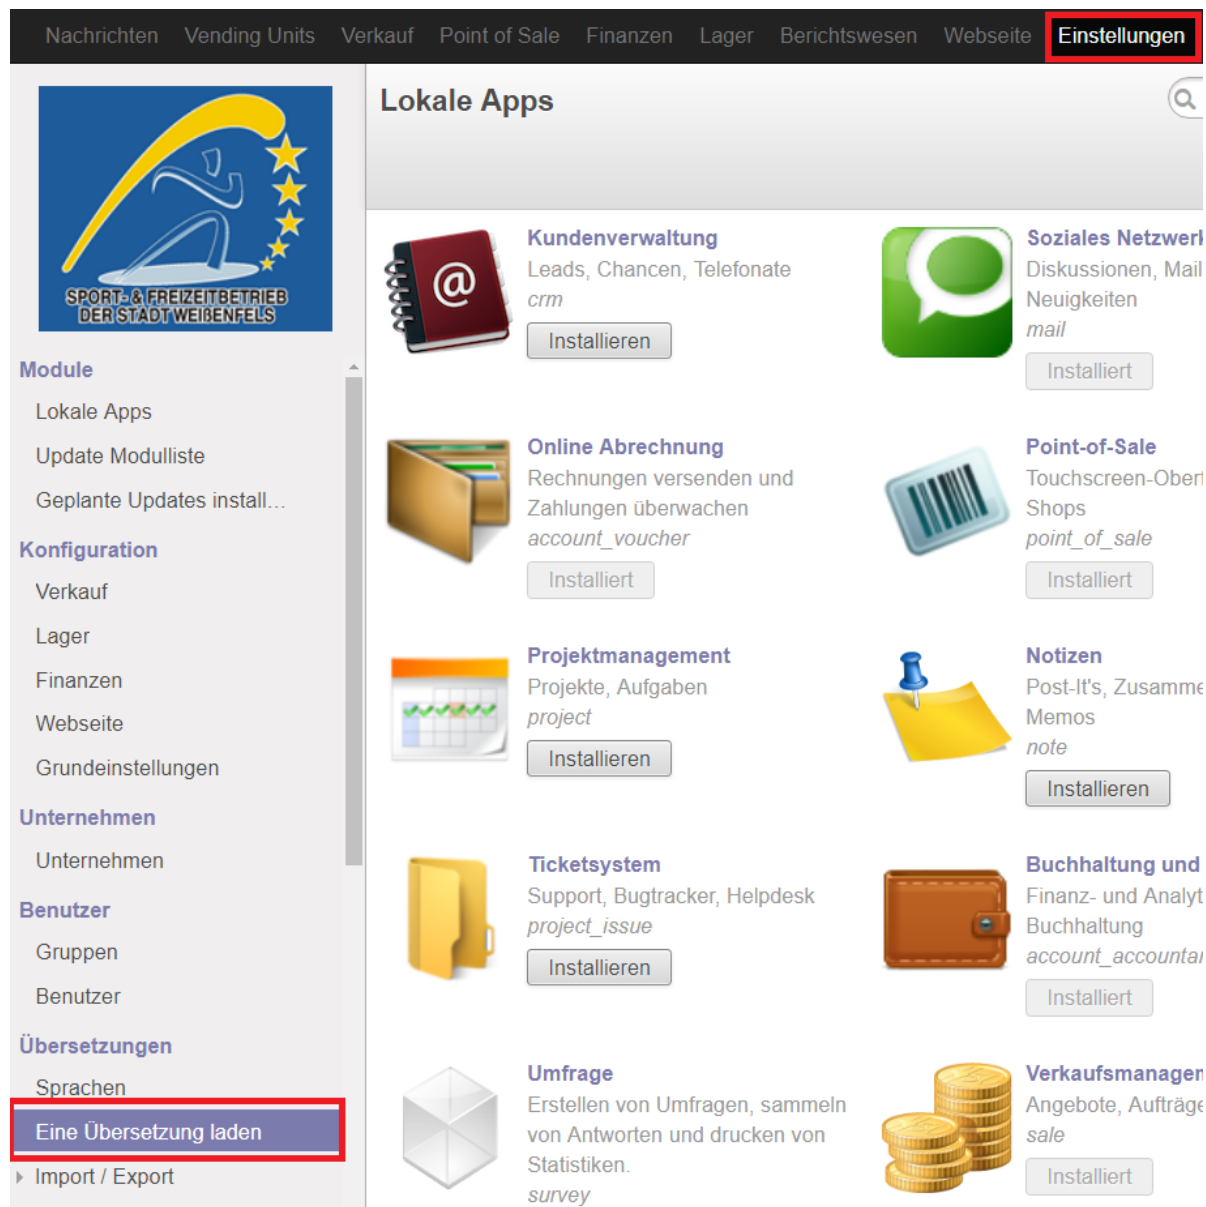 Nachrichten Vending Units Verkauf Point of Sale Finanzen Lager Berichtswesen Webseite Einstellungen
SPORT- & FREIZEITBETRIEB
DER STADT WEIßENFELS
Module
Lokale Apps
Update Modulliste
Geplante Updates install...
Konfiguration
Verkauf
Lager
Finanzen
Webseite
Grundeinstellungen
Unternehmen
Unternehmen
Benutzer
Gruppen
Benutzer
Übersetzungen
Sprachen
Eine Übersetzung laden
Import / Export
Lokale Apps
Kundenverwaltung
Leads, Chancen, Telefonate
crm
Installieren
Soziales Netzwerk
Diskussionen, Mail
Neuigkeiten
mail
Installiert
Online Abrechnung
Rechnungen versenden und
Zahlungen überwachen
account_voucher
Installiert
Point-of-Sale
Touchscreen-Oberf
Shops
point_of_sale
Installiert
Projektmanagement
Projekte, Aufgaben
project
Installieren
Notizen
Post-It's, Zusamme
Memos
note
Installieren
Ticketsystem
Support, Bugtracker, Helpdesk
project_issue
Installieren
Buchhaltung und
Finanz- und Analyt
Buchhaltung
account_accountan
Installiert
Umfrage
Erstellen von Umfragen, sammeln
von Antworten und drucken von
Statistiken.
survey
Verkaufsmanagem
Angebote, Aufträge
sale
Installiert